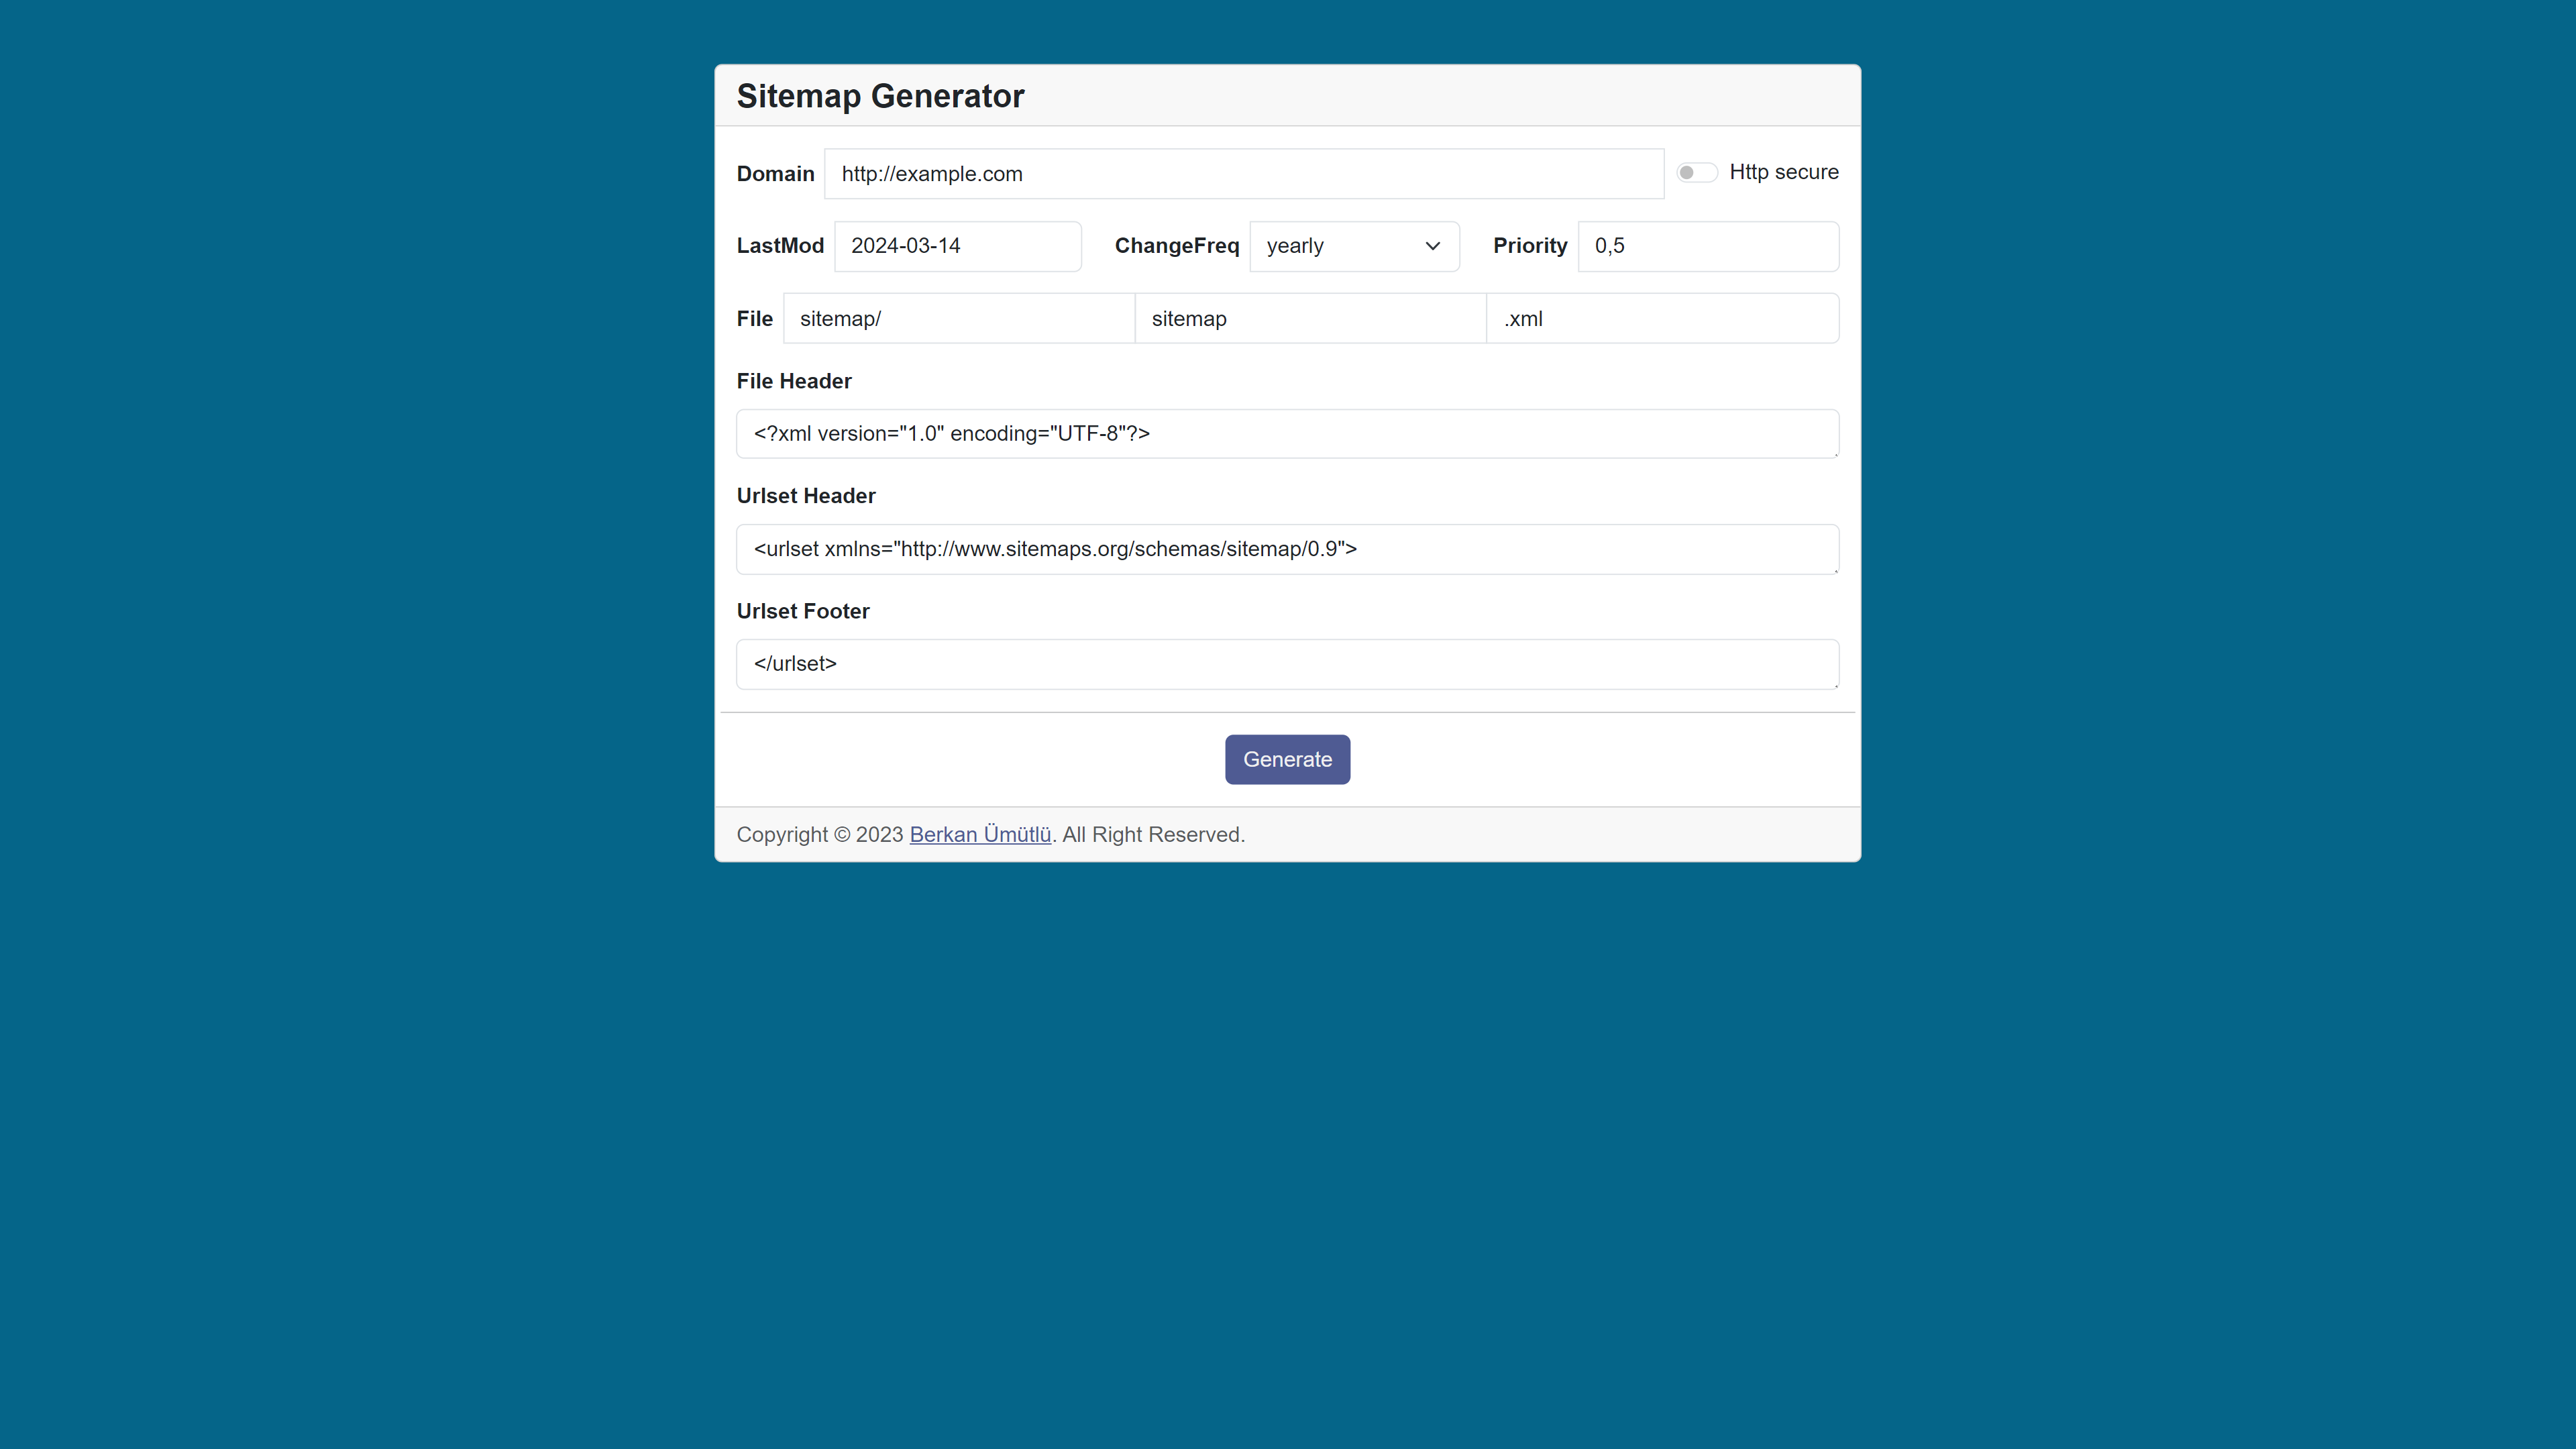 Sitemap Generator
Domain http://example.com Http secure
LastMod 2024-03-14 ChangeFreq yearly Priority 0,5
File sitemap/ sitemap .xml
File Header
<?xml version="1.0" encoding="UTF-8"?>
Urlset Header
<urlset xmlns="http://www.sitemaps.org/schemas/sitemap/0.9">
Urlset Footer
</urlset>
Generate
Copyright © 2023 Berkan Ümütlü. All Right Reserved.